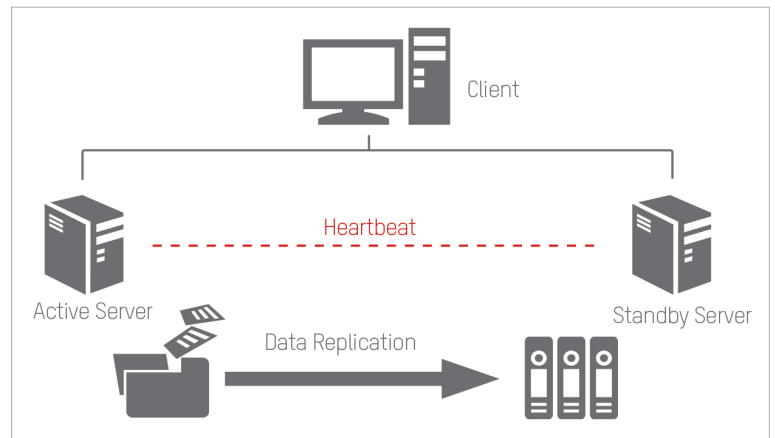 Client
Heartbeat
Active Server
Standby Server
Data Replication